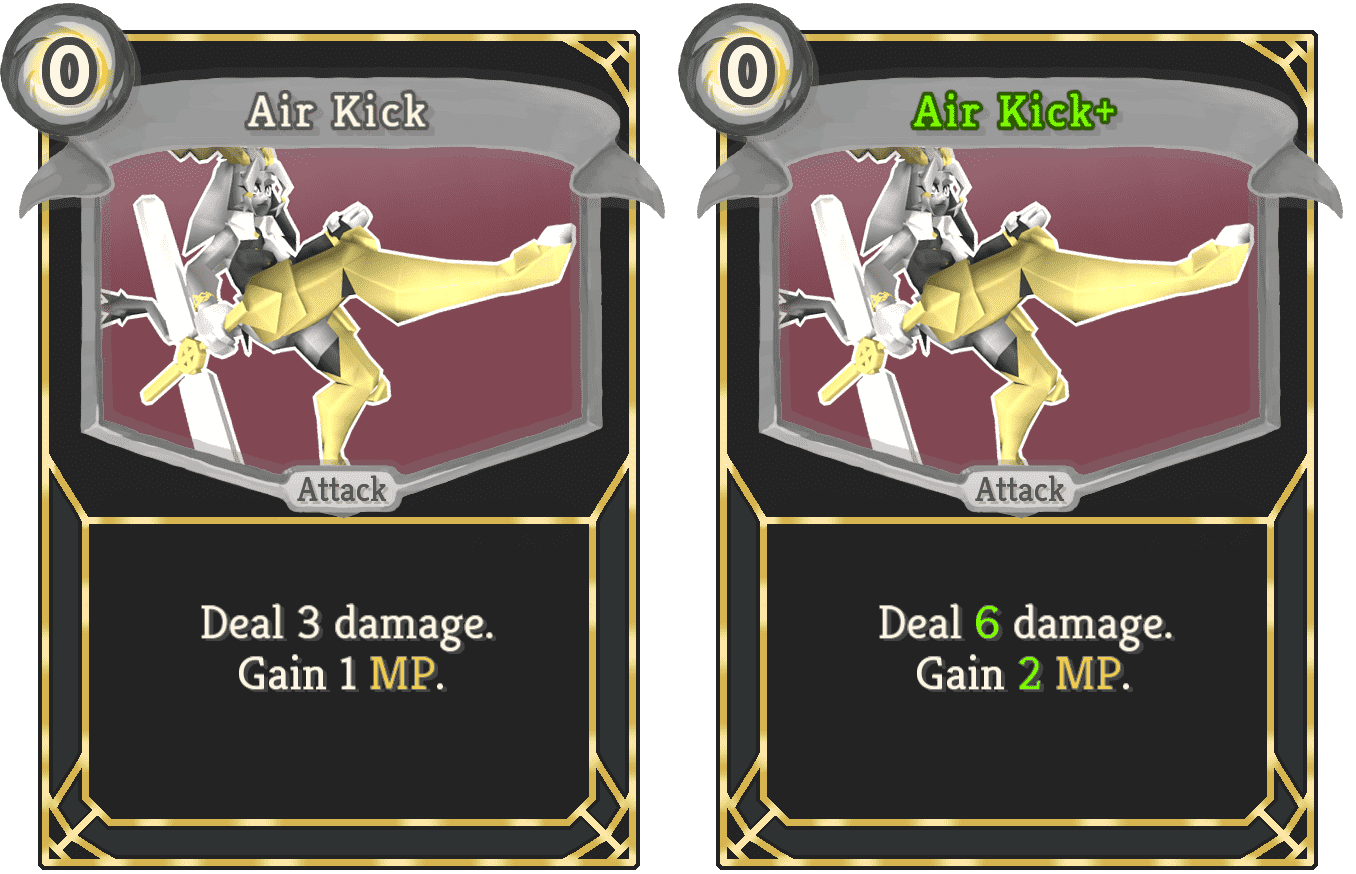 0
Air Kick
Attack
Deal 3 damage.
Gain 1 MP.
0
Air Kick+
Attack
Deal 6 damage.
Gain 2 MP.